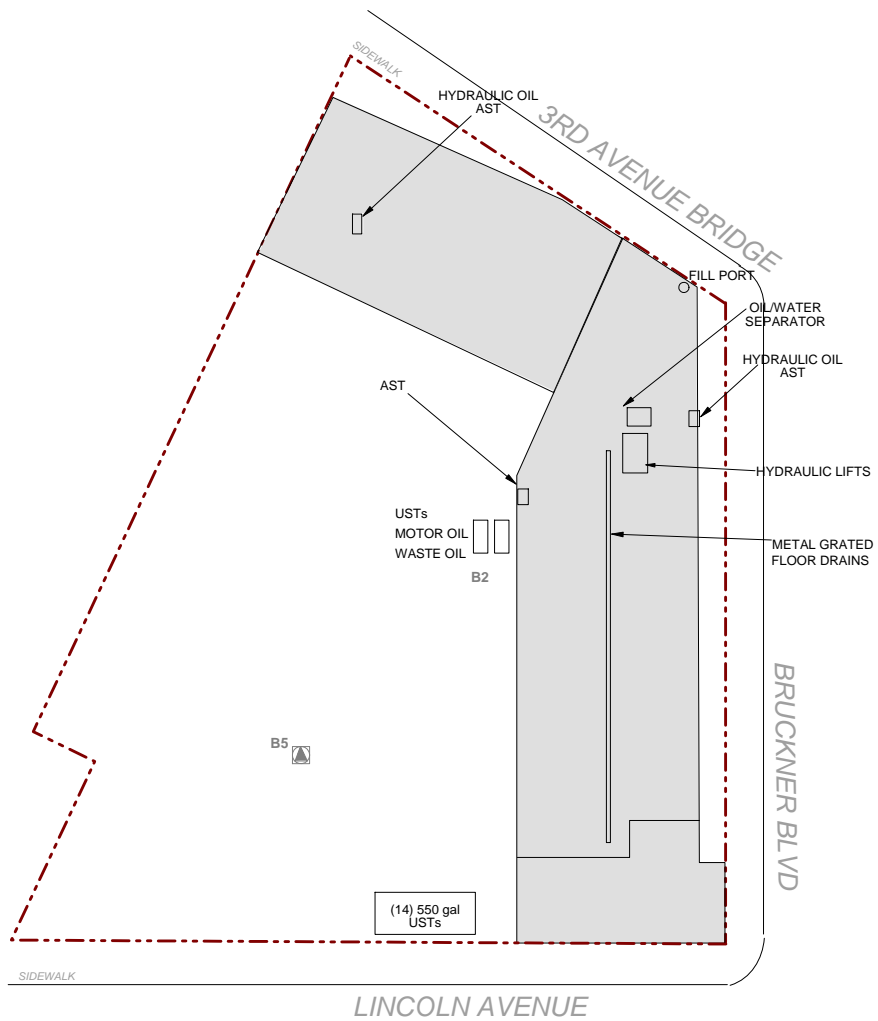 SIDEWALK
HYDRAULIC OIL
AST
3RD AVENUE BRIDGE
FILL PORT
OIL/WATER
SEPARATOR
HYDRAULIC OIL
AST
AST
HYDRAULIC LIFTS
USTs
MOTOR OIL
WASTE OIL
METAL GRATED
FLOOR DRAINS
B2
BRUCKNER BLVD
B5
(14) 550 gal
USTs
SIDEWALK
LINCOLN AVENUE